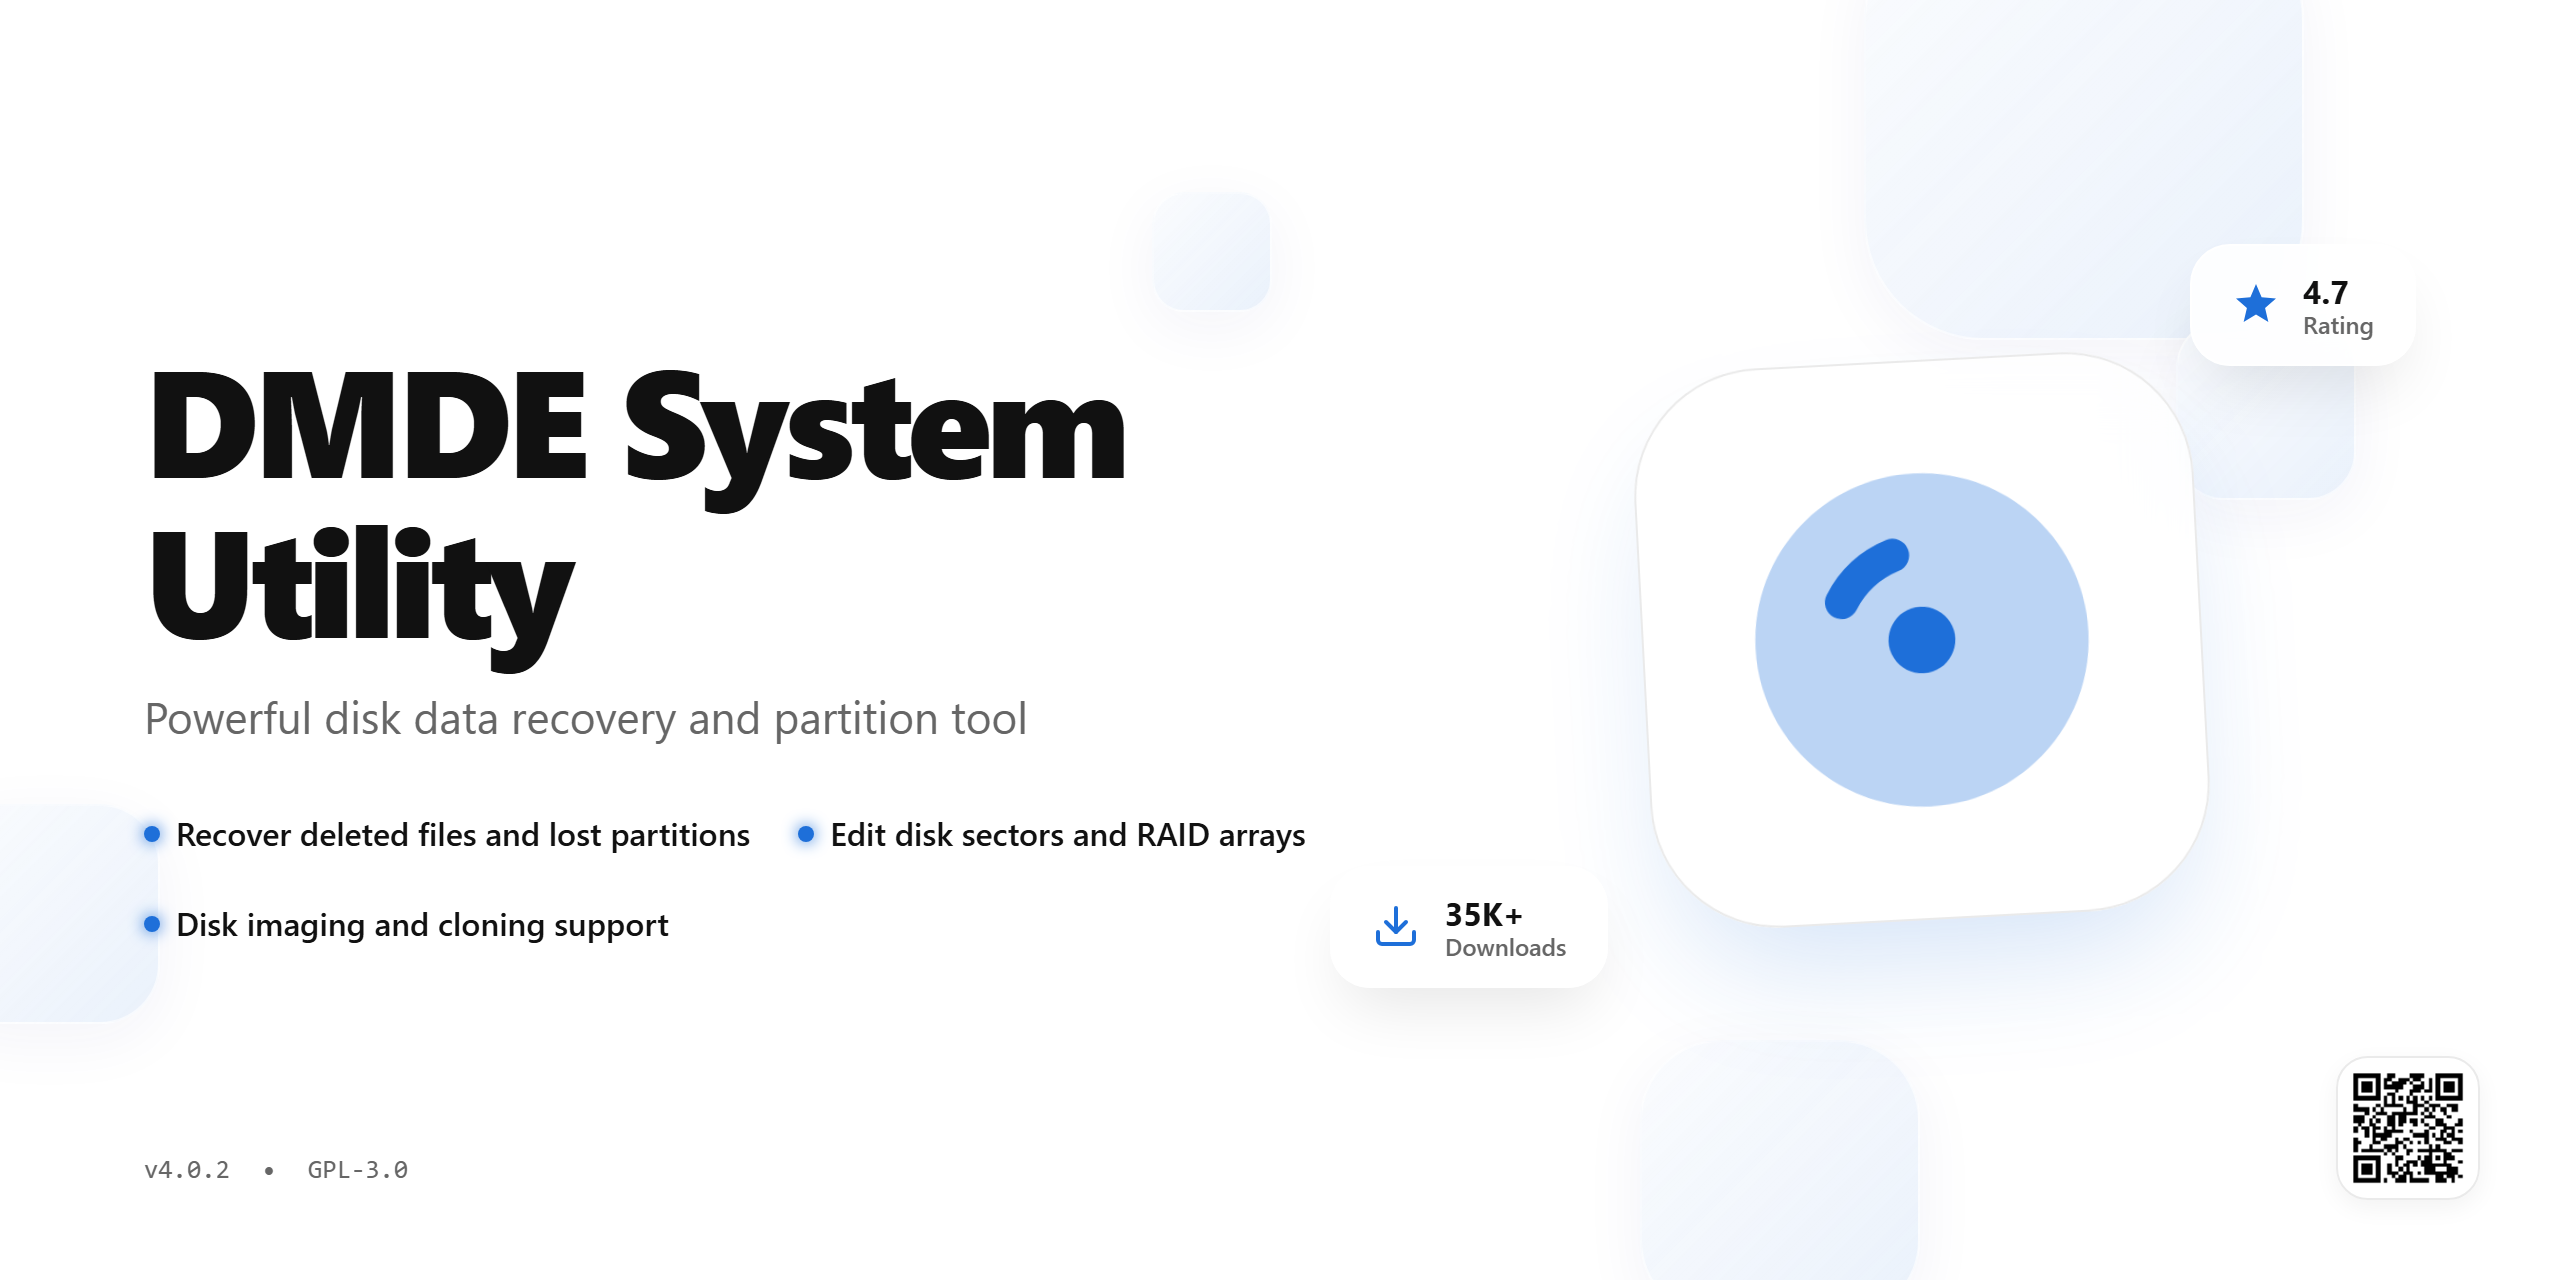 DMDE System
Utility
Powerful disk data recovery and partition tool
Recover deleted files and lost partitions
Edit disk sectors and RAID arrays
Disk imaging and cloning support
4.7
Rating
35K+
Downloads
v4.0.2 • GPL-3.0